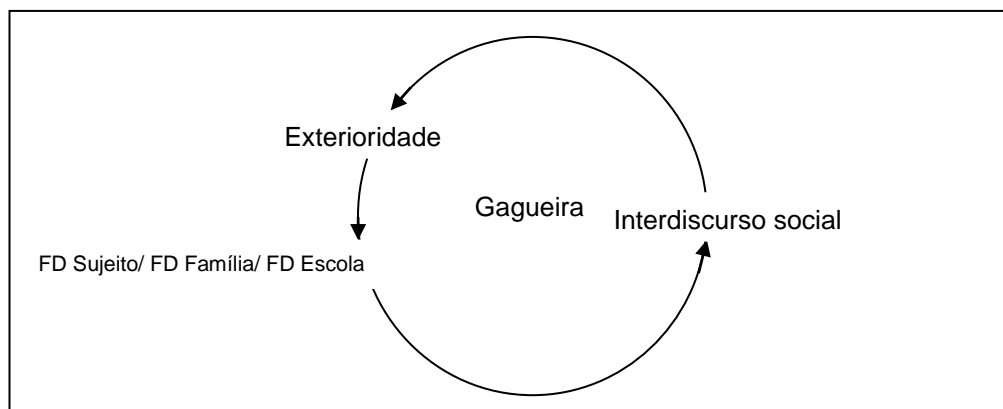 Exterioridade
Gagueira
Interdiscurso social
FD Sujeito/ FD Família/ FD Escola